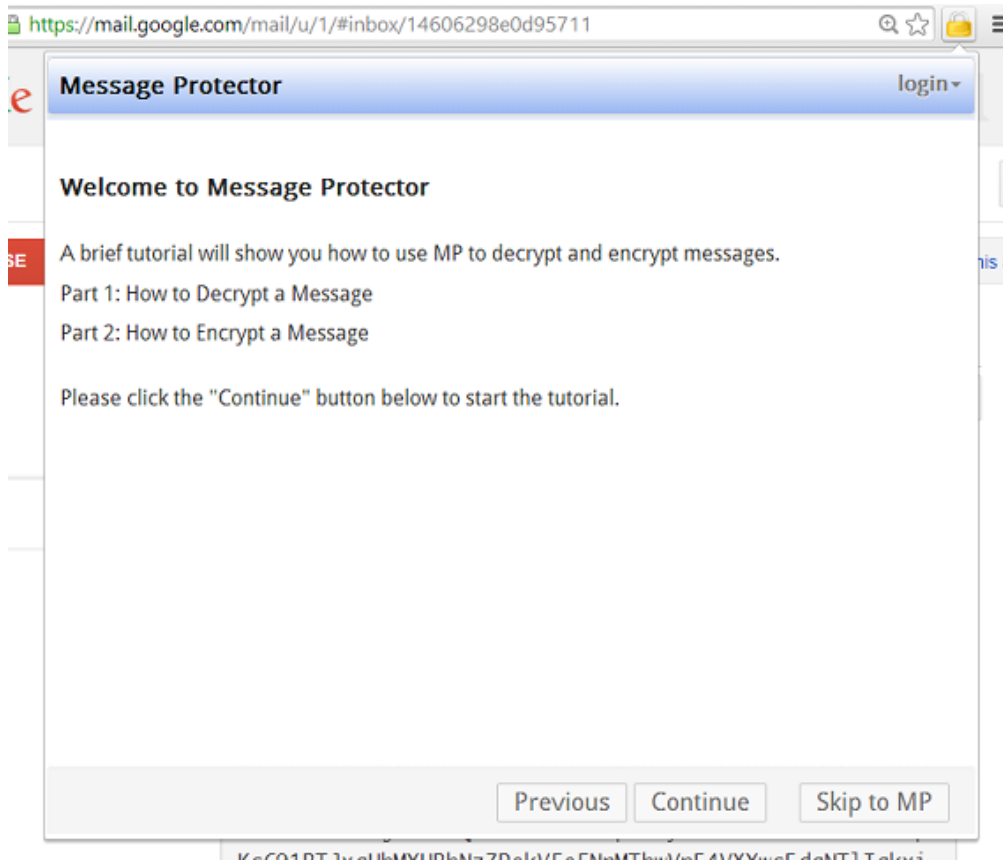 https://mail.google.com/mail/u/1/#inbox/14606298e0d95711
Message Protector
login
Welcome to Message Protector
A brief tutorial will show you how to use MP to decrypt and encrypt messages.
Part 1: How to Decrypt a Message
Part 2: How to Encrypt a Message
Please click the "Continue" button below to start the tutorial.
Previous
Continue
Skip to MP